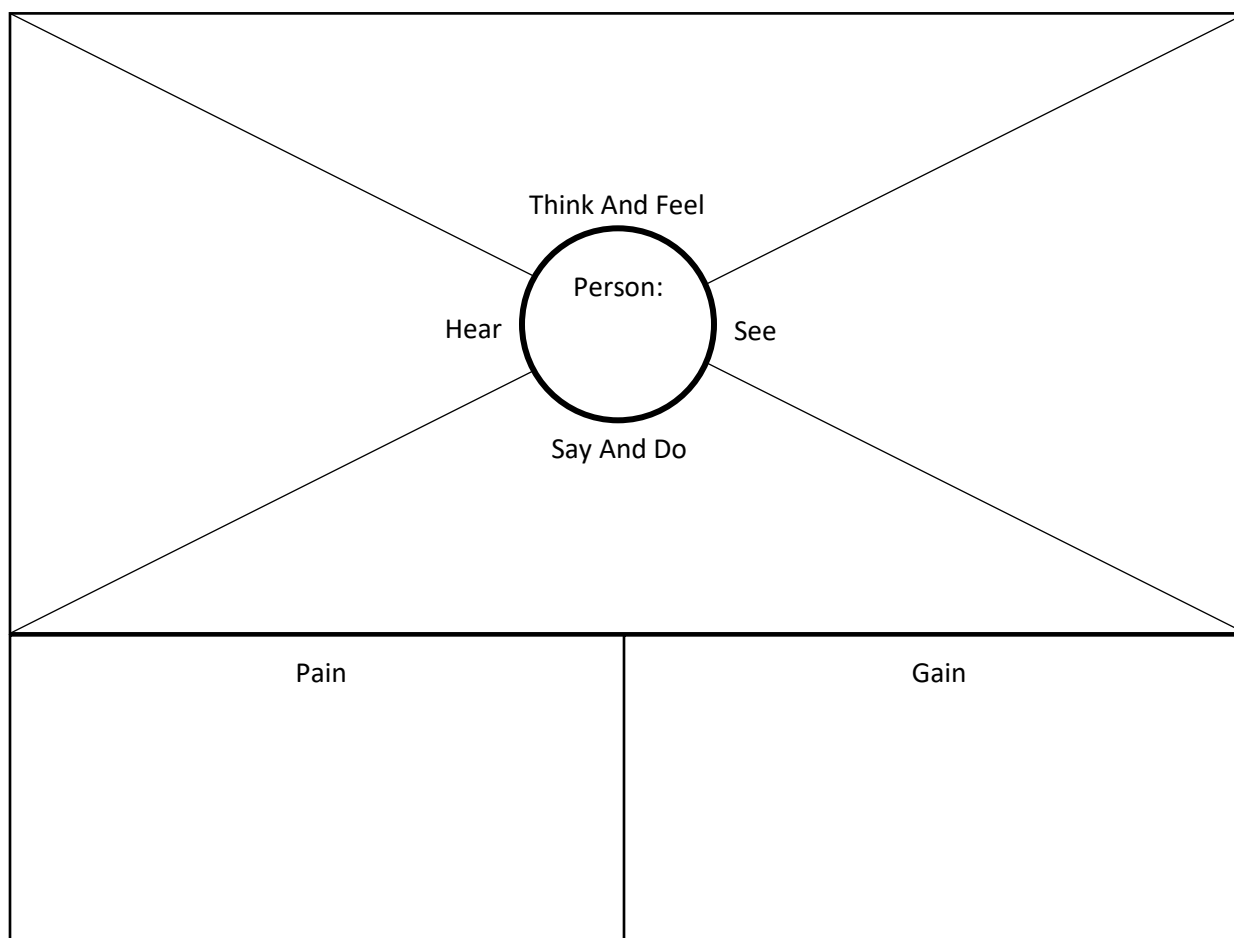 Think And Feel
Person:
Hear
See
Say And Do
Pain
Gain